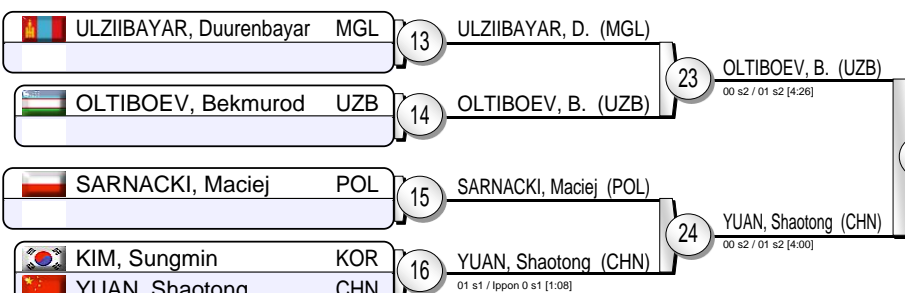 ULZIIBAYAR, Duurenbayar MGL
13
ULZIIBAYAR, D. (MGL)
23
OLTIBOEV, B. (UZB)
00 s2 / 01 s2 [4:26]
OLTIBOEV, Bekmurod UZB
14
OLTIBOEV, B. (UZB)
SARNACKI, Maciej POL
15
SARNACKI, Maciej (POL)
24
YUAN, Shaotong (CHN)
00 s2 / 01 s2 [4:00]
KIM, Sungmin KOR
16
YUAN, Shaotong (CHN)
01 s1 / Ippon 0 s1 [1:08]
YUAN, Shaotong CHN